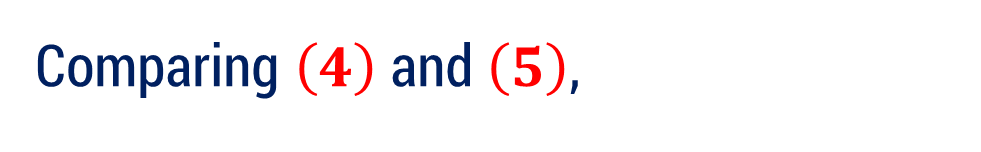 Comparing (4) and (5),